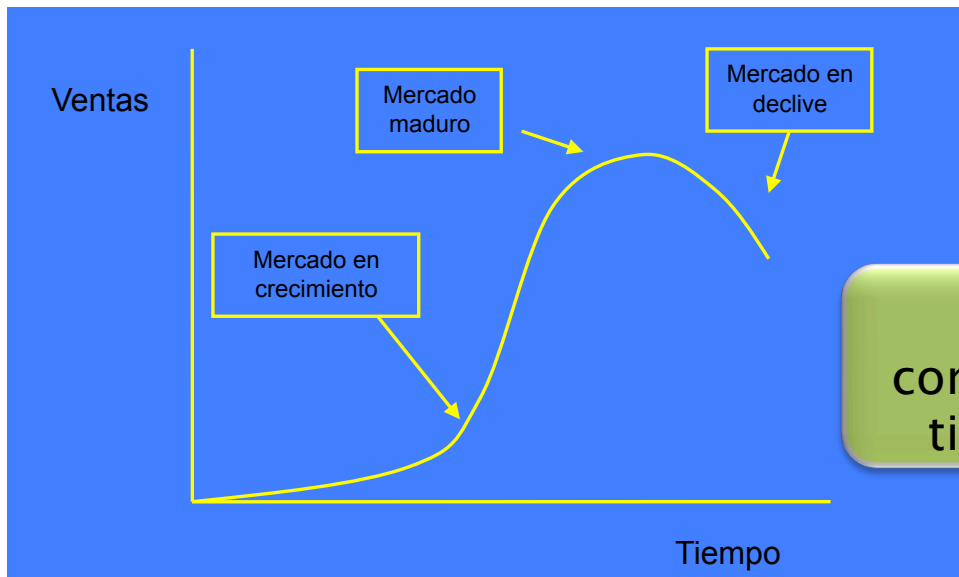 Ventas
Mercado
maduro
Mercado en
declive
Mercado en
crecimiento
Tiempo